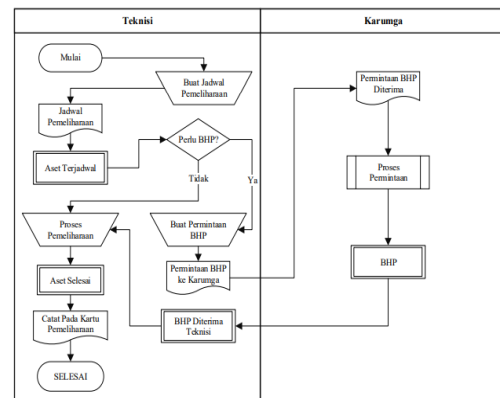 Teknisi
Karumga
Mulai
Buat Jadwal
Pemeliharaan
Permintaan BHP
Diterima
Jadwal
Pemeliharaan
Perlu BHP?
Aset Terjadwal
Tidak
Ya
Proses
Permintaan
Proses
Pemeliharaan
Buat Permintaan
BHP
Aset Selesai
Permintaan BHP
ke Karumga
BHP
Catat Pada Kartu
Pemeliharaan
BHP Diterima
Teknisi
SELESAI